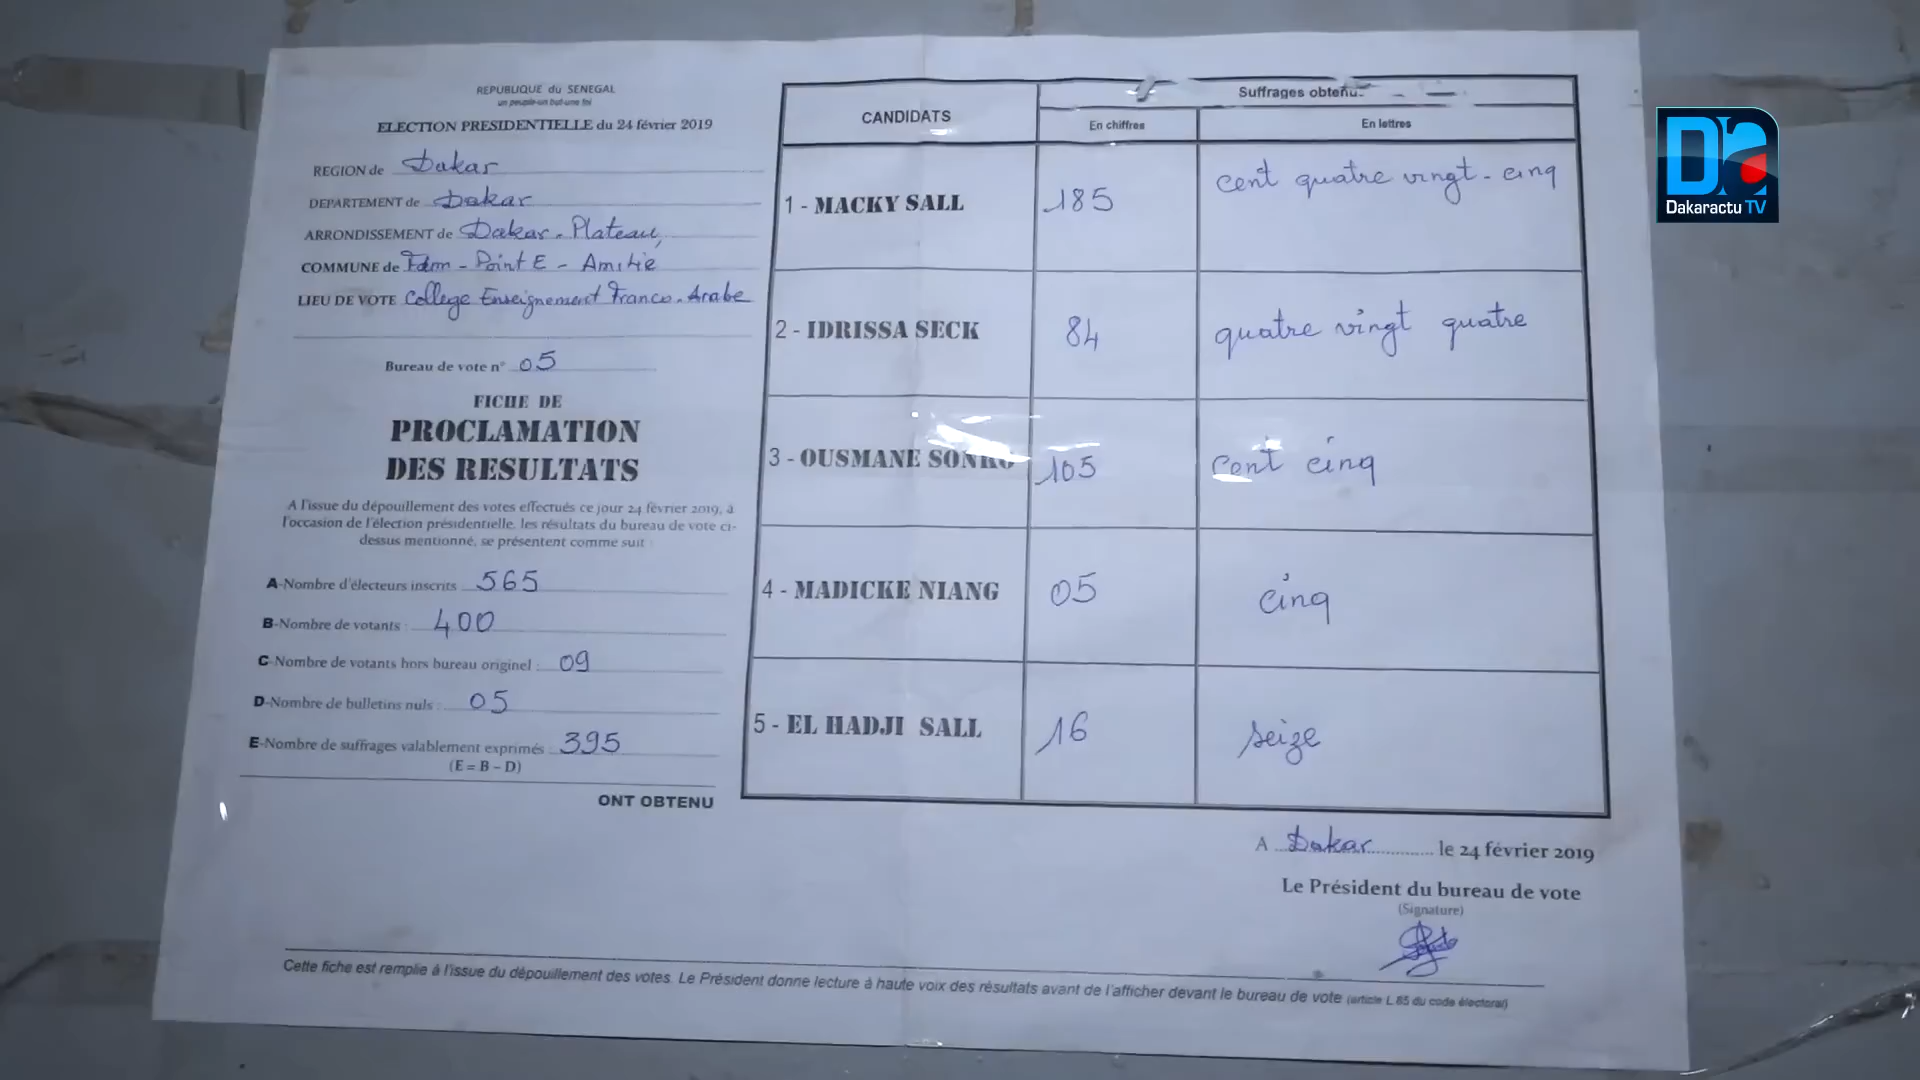 REPUBLIQUE du SENEGAL
un peuple-un but-une foi
ELECTION PRESIDENTIELLE du 24 février 2019
REGION de Dakar
DEPARTEMENT de Dakar
ARRONDISSEMENT de Dakar-Plateau
COMMUNE de Fann - Point E - Amitié
LIEU DE VOTE College Enseignement Franco-Arabe
Bureau de vote n° 05
FICHE DE
PROCLAMATION
DES RESULTATS
A l'issue du dépouillement des votes effectués ce jour 24 février 2019, à
l'occasion de l'élection présidentielle, les résultats du bureau de vote ci-
dessus mentionné, se présentent comme suit :
A-Nombre d'électeurs inscrits 565
B-Nombre de votants : 400
C-Nombre de votants hors bureau originel : 09
D-Nombre de bulletins nuls : 05
E-Nombre de suffrages valablement exprimés : 395
(E = B - D)
ONT OBTENU
CANDIDATS
Suffrages obtenu
En chiffres
En lettres
1 - MACKY SALL 185 cent quatre vingt-cinq
2 - IDRISSA SECK 84 quatre vingt quatre
3 - OUSMANE SONKO 105 cent cinq
4 - MADICKE NIANG 05 cinq
5 - EL HADJI SALL 16 seize
A Dakar le 24 février 2019
Le Président du bureau de vote
(Signature)
Cette fiche est remplie à l'issue du dépouillement des votes. Le Président donne lecture à haute voix des résultats avant de l'afficher devant le bureau de vote (article L 85 du code électoral)
Da
Dakaractu TV